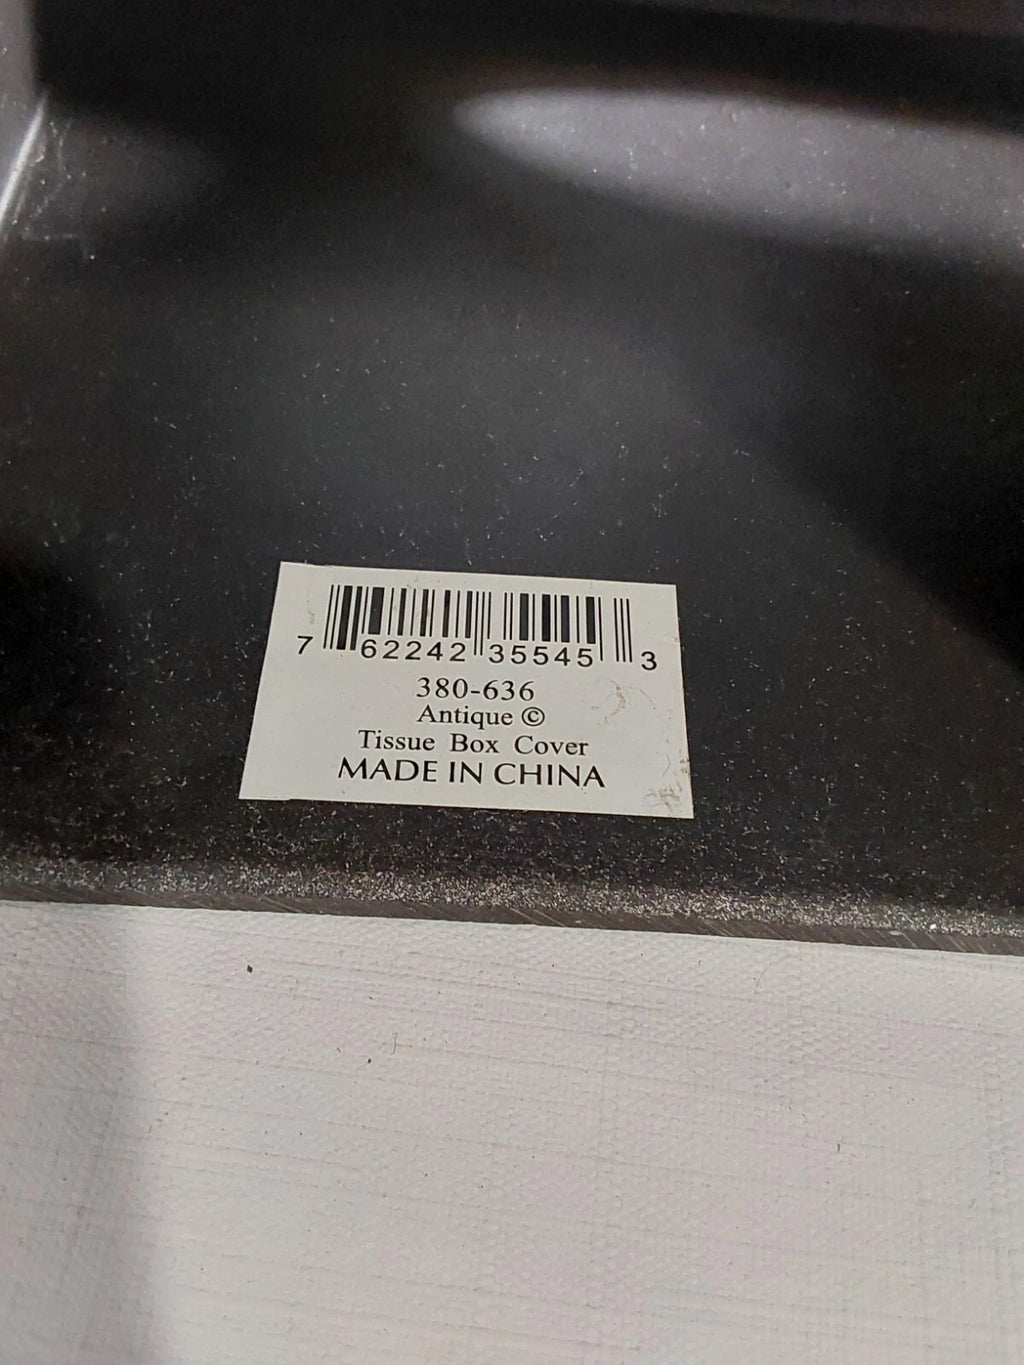 7 62242 35545 3
380-636
Antique ©
Tissue Box Cover
MADE IN CHINA